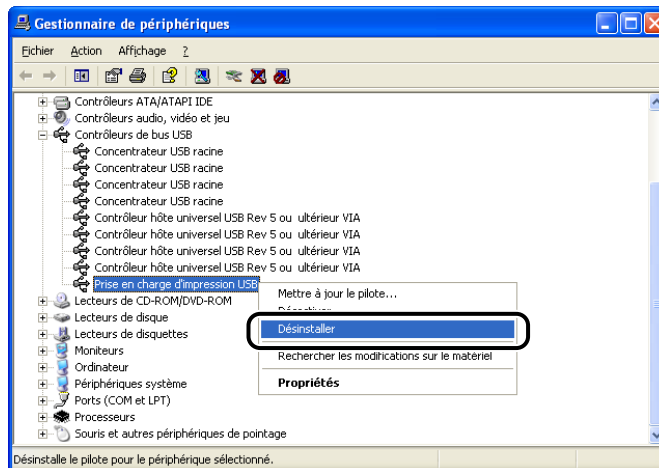 Gestionnaire de périphériques
Fichier Action Affichage ?
Contrôleurs ATA/ATAPI IDE
Contrôleurs audio, vidéo et jeu
Contrôleurs de bus USB
Concentrateur USB racine
Concentrateur USB racine
Concentrateur USB racine
Concentrateur USB racine
Contrôleur hôte universel USB Rev 5 ou ultérieur VIA
Contrôleur hôte universel USB Rev 5 ou ultérieur VIA
Contrôleur hôte universel USB Rev 5 ou ultérieur VIA
Contrôleur hôte universel USB Rev 5 ou ultérieur VIA
Prise en charge d'impression USB
Lecteurs de CD-ROM/DVD-ROM
Lecteurs de disque
Lecteurs de disquettes
Moniteurs
Ordinateur
Périphériques système
Ports (COM et LPT)
Processeurs
Souris et autres périphériques de pointage
Mettre à jour le pilote...
Désinstaller
Rechercher les modifications sur le matériel
Propriétés
Désinstalle le pilote pour le périphérique sélectionné.